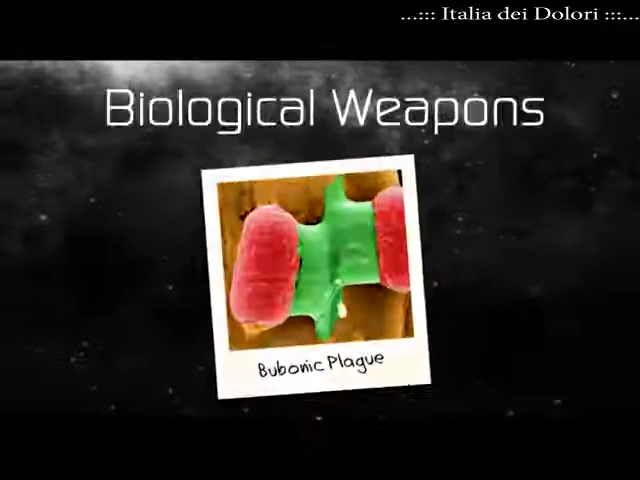 ...::: Italia dei Dolori :::...
Biological Weapons
Bubonic Plague